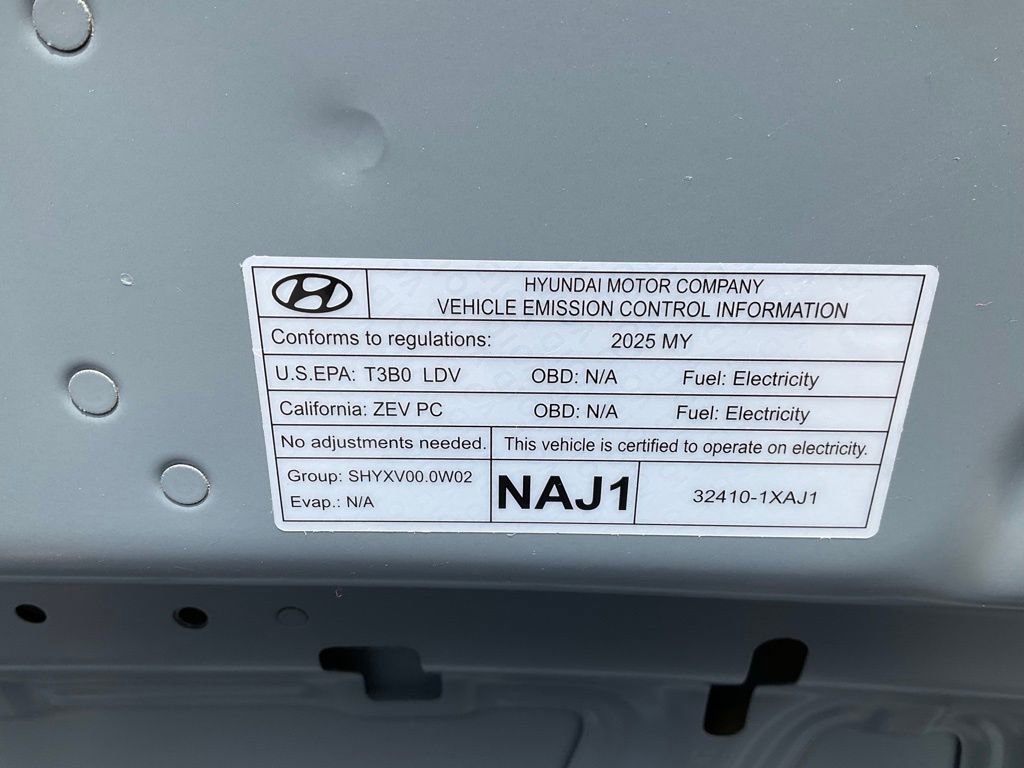 HYUNDAI MOTOR COMPANY
VEHICLE EMISSION CONTROL INFORMATION
Conforms to regulations: 2025 MY
U.S.EPA: T3B0 LDV OBD: N/A Fuel: Electricity
California: ZEV PC OBD: N/A Fuel: Electricity
No adjustments needed. This vehicle is certified to operate on electricity.
Group: SHYXV00.0W02
Evap.: N/A
NAJ1
32410-1XAJ1